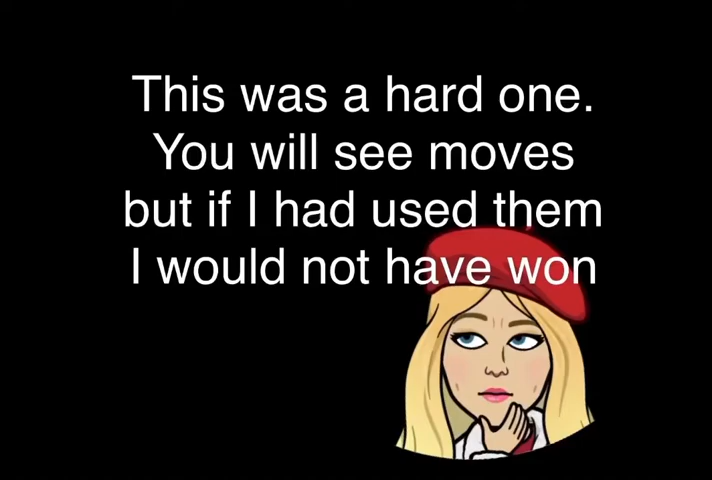 This was a hard one.
You will see moves
but if I had used them
I would not have won